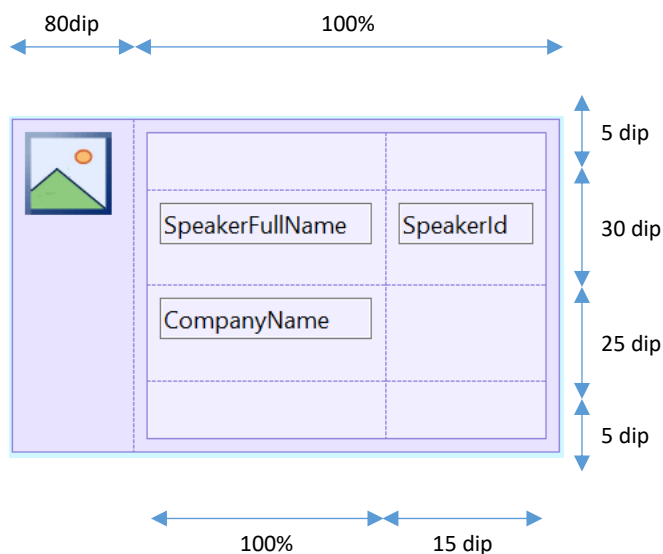 80dip
100%
5 dip
SpeakerFullName
SpeakerId
30 dip
CompanyName
25 dip
5 dip
100%
15 dip